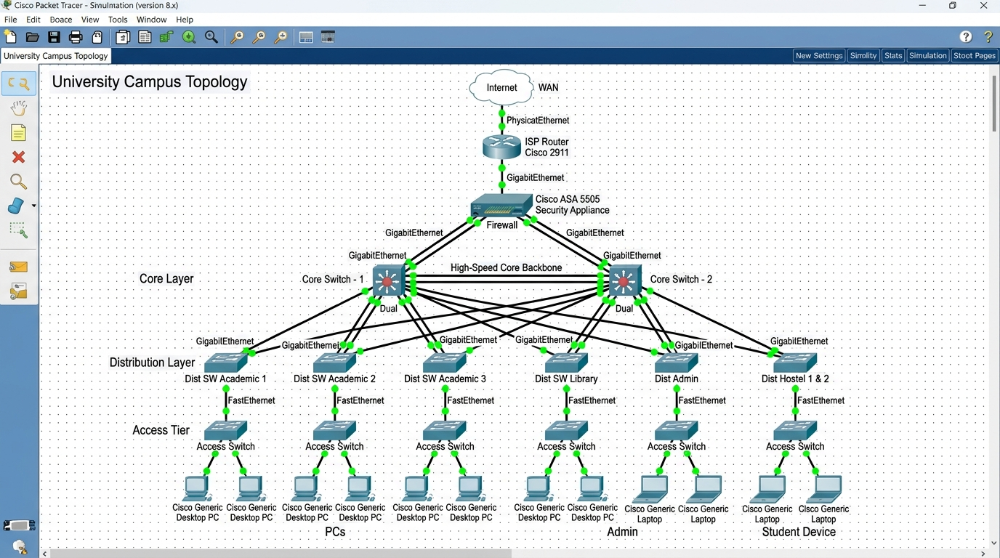 Cisco Packet Tracer - Snnulmation (version 8.x)
File Edit Boace View Tools Window Help
University Campus Topology
New Settings Simrolity Stats Simulation Stoot Pages
University Campus Topology
Internet WAN
PhysicatEthernet
ISP Router
Cisco 2911
GigabitEthernet
Cisco ASA 5505
Security Appliance
Firewall
GigabitEthernet GigabitEthernet
GigabitEthernet GigabitEthernet
High-Speed Core Backbone
Core Layer Core Switch - 1 Core Switch - 2
Dual Dual
GigabitEthernet GigabitEthernei GigabitEthernet GigabitEthernet GigabiIEthernet GigabitEthernet
Distribution Layer
Dist SW Academic 1 Dist SW Academic 2 Dist SW Academic 3 Dist SW Library Dist Admin Dist Hostel 1 & 2
FastEthernet FastEthernet FastEthemet FastEthernet FastEthernet FastEthernet
Access Tier
Access Switch Access Switch Access Switch Access Switch Access Switch Access Switch
Cisco Generic Cisco Generic Cisco Generic Cisco Generic Cisco Generic Cisco Generic Cisco Generic Cisco Generic Cisco Generic Cisco Generic Cisco Generic Cisco Generic
Desktop PC Desktop PC Desktop PC Desktop PC Desktop PC Desktop PC Desktop PC Desktop PC Laptop Laptop Laptop Laptop
PCs Admin Student Device